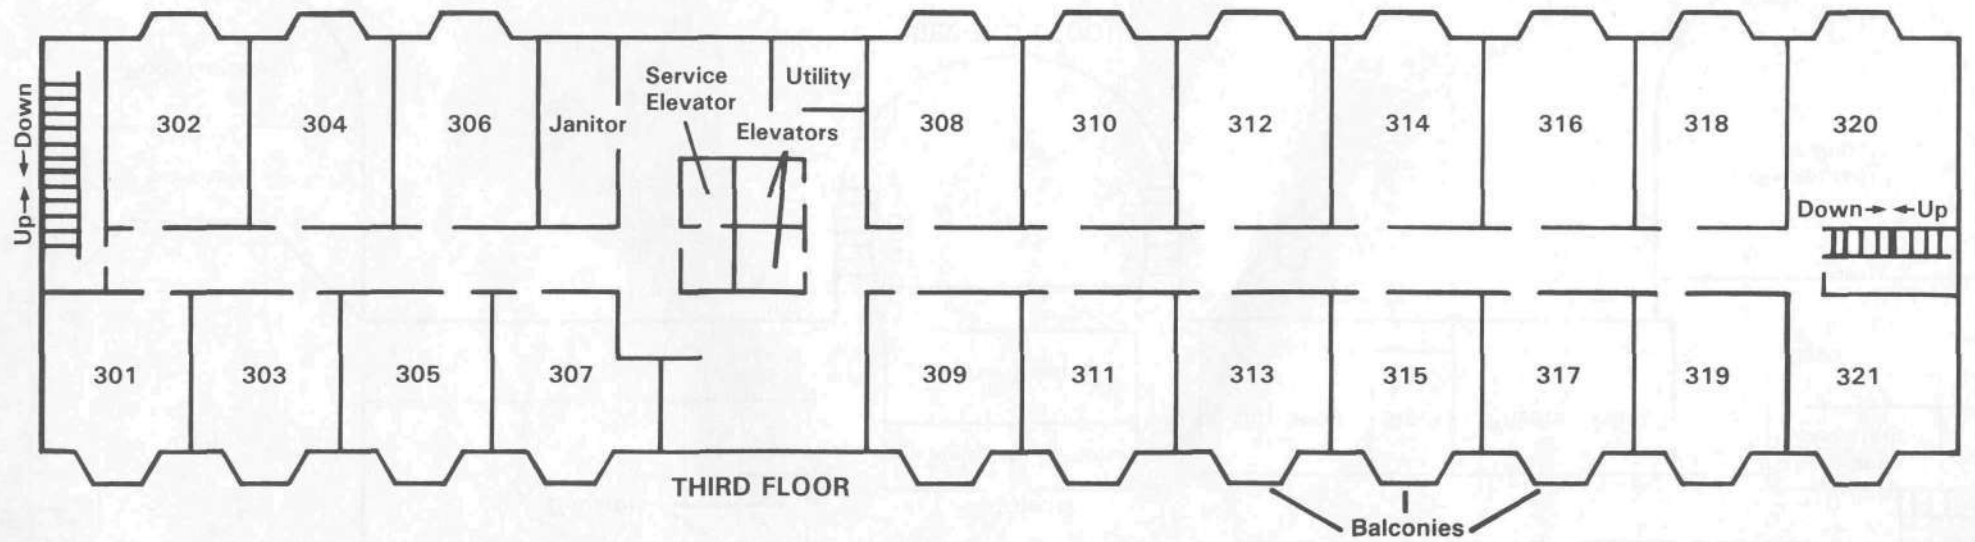 Service
Elevator
Utility
Elevators
302
304
306
Janitor
308
310
312
314
316
318
320
Up→ ←Down
Down→ ←Up
301
303
305
307
309
311
313
315
317
319
321
THIRD FLOOR
Balconies